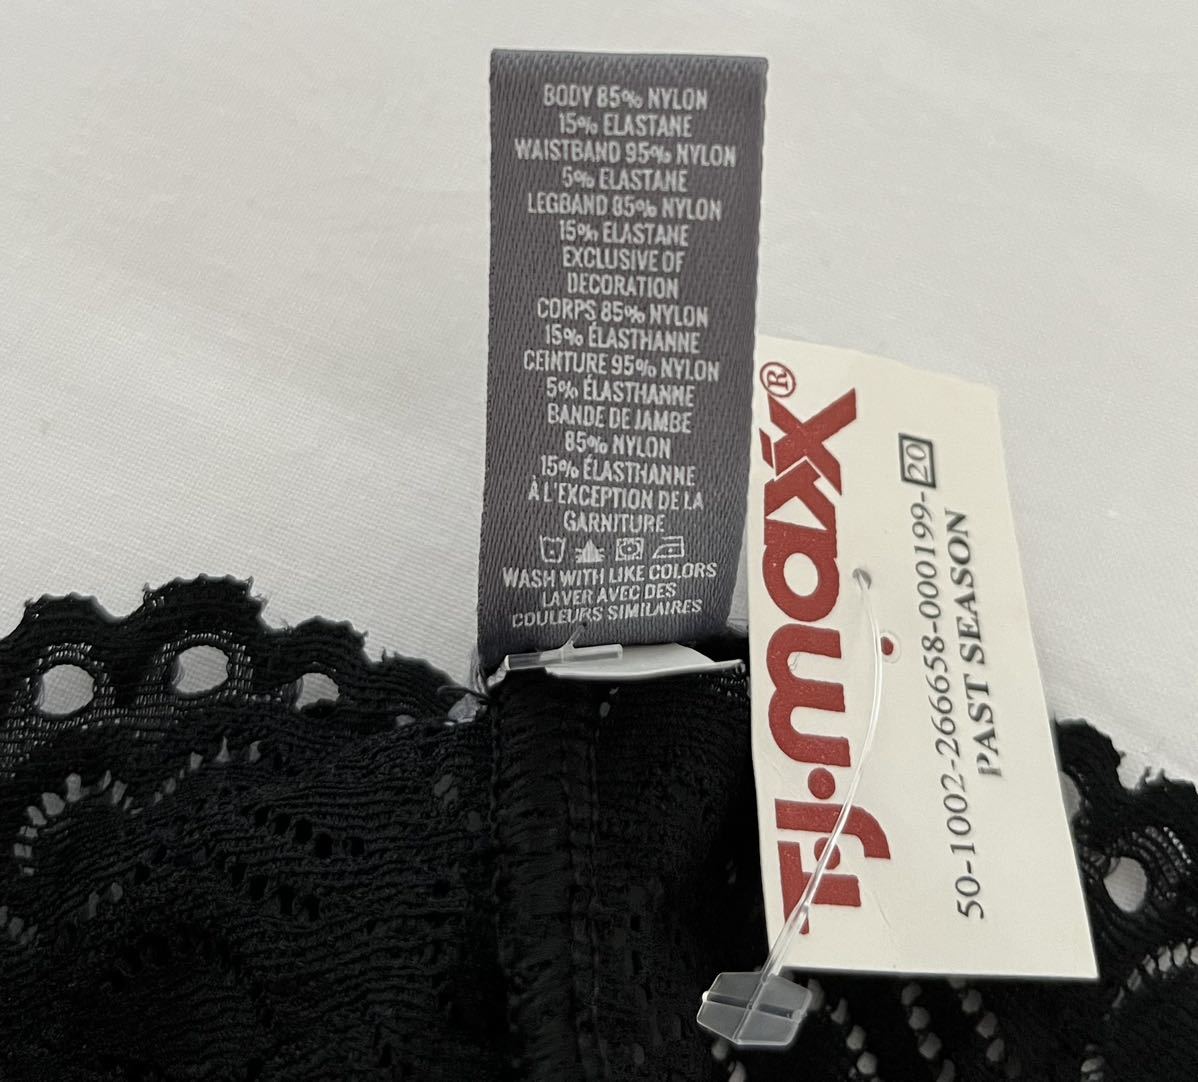 BODY 85% NYLON
15% ELASTANE
WAISTBAND 95% NYLON
5% ELASTANE
LEGBAND 85% NYLON
15% ELASTANE
EXCLUSIVE OF
DECORATION
CORPS 85% NYLON
15% ÉLASTHANNE
CEINTURE 95% NYLON
5% ÉLASTHANNE
BANDE DE JAMBE
85% NYLON
15% ÉLASTHANNE
À L'EXCEPTION DE LA
GARNITURE
WASH WITH LIKE COLORS
LAVER AVEC DES
COULEURS SIMILAIRES
T·J·maxx®
50-1002-266658-000199-20
PAST SEASON